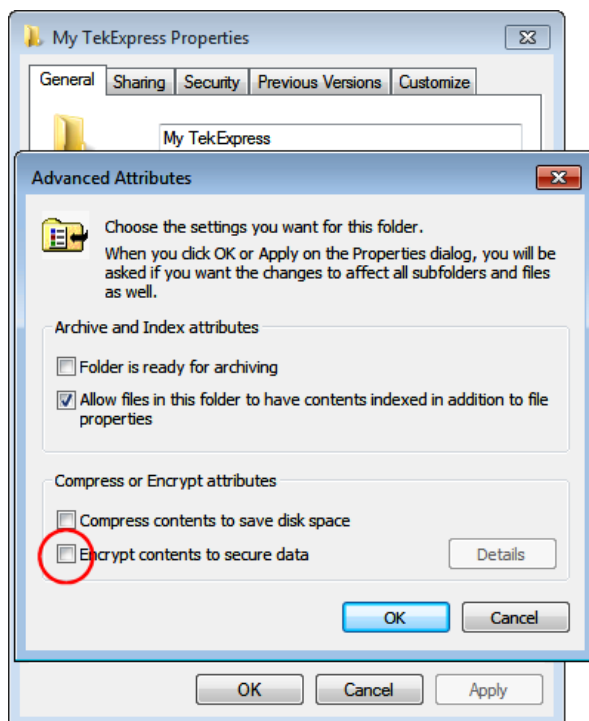 My TekExpress Properties
General Sharing Security Previous Versions Customize
My TekExpress
Advanced Attributes
Choose the settings you want for this folder.
When you click OK or Apply on the Properties dialog, you will be
asked if you want the changes to affect all subfolders and files
as well.
Archive and Index attributes
Folder is ready for archiving
Allow files in this folder to have contents indexed in addition to file
properties
Compress or Encrypt attributes
Compress contents to save disk space
Encrypt contents to secure data
Details
OK Cancel
OK Cancel Apply